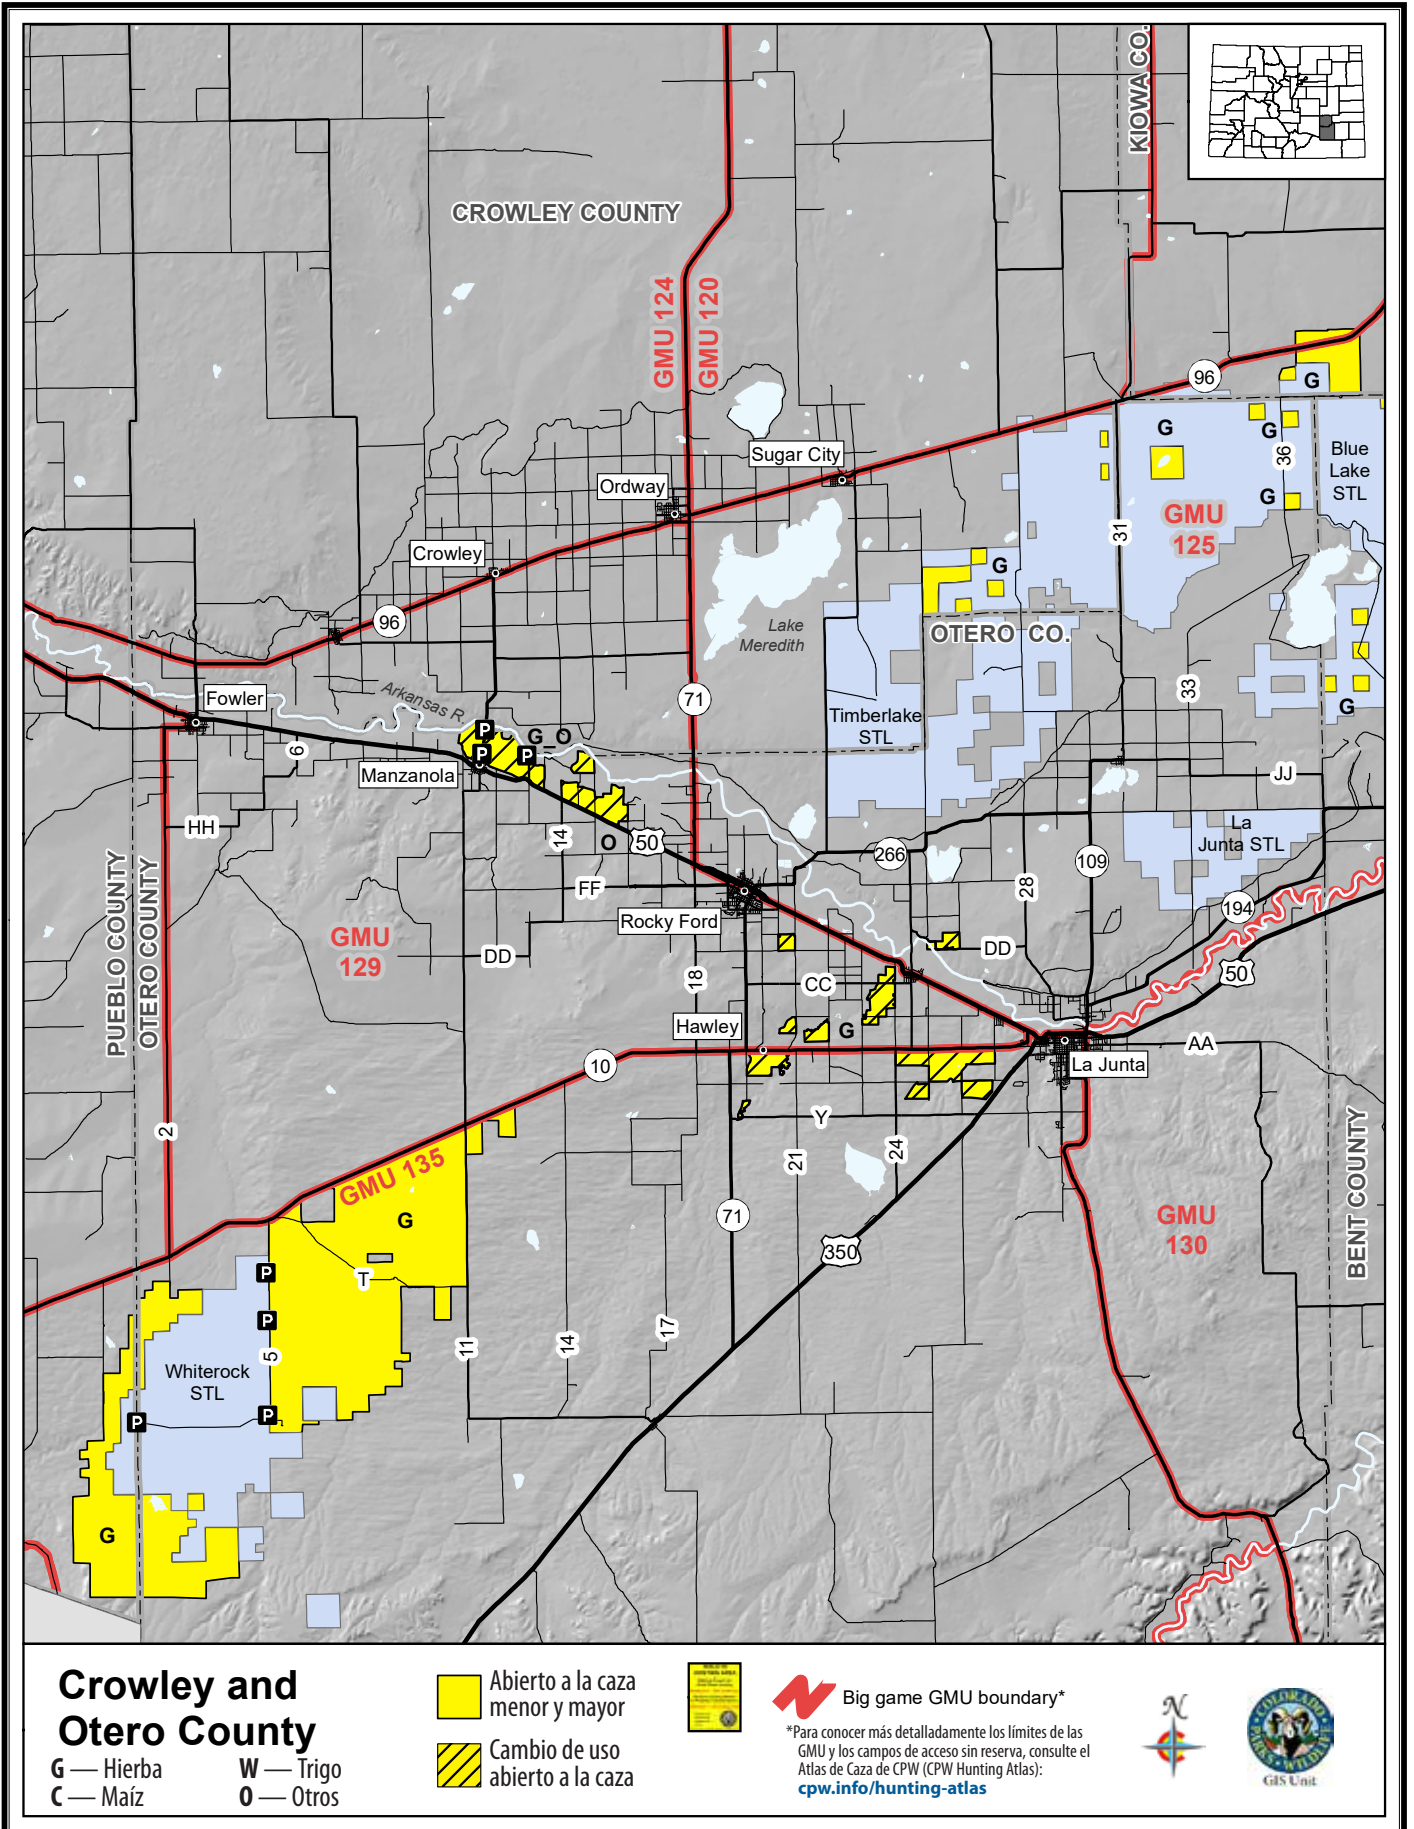 KIOWA CO.
CROWLEY COUNTY
GMU 124
GMU 120
96
G
G
G
36
Blue
Lake
STL
Sugar City
Ordway
G
GMU
125
31
Crowley
G
96
Lake
Meredith
OTERO CO.
33
Fowler
Arkansas R.
71
Timberlake
STL
G
6
P
G_O
P
P
Manzanola
JJ
HH
14
O
50
La
Junta STL
266
109
PUEBLO COUNTY
OTERO COUNTY
FF
28
194
Rocky Ford
GMU
129
DD
DD
18
CC
50
Hawley
G
AA
10
La Junta
2
Y
GMU 135
21
24
BENT COUNTY
G
71
GMU
130
350
P
T
P
17
5
11
14
Whiterock
STL
P
P
G
Crowley and
Otero County
G — Hierba
W — Trigo
C — Maíz
O — Otros
Abierto a la caza
menor y mayor
Cambio de uso
abierto a la caza
Big game GMU boundary*
*Para conocer más detalladamente los límites de las
GMU y los campos de acceso sin reserva, consulte el
Atlas de Caza de CPW (CPW Hunting Atlas):
cpw.info/hunting-atlas
N
COLORADO
PARKS & WILDLIFE
GIS Unit